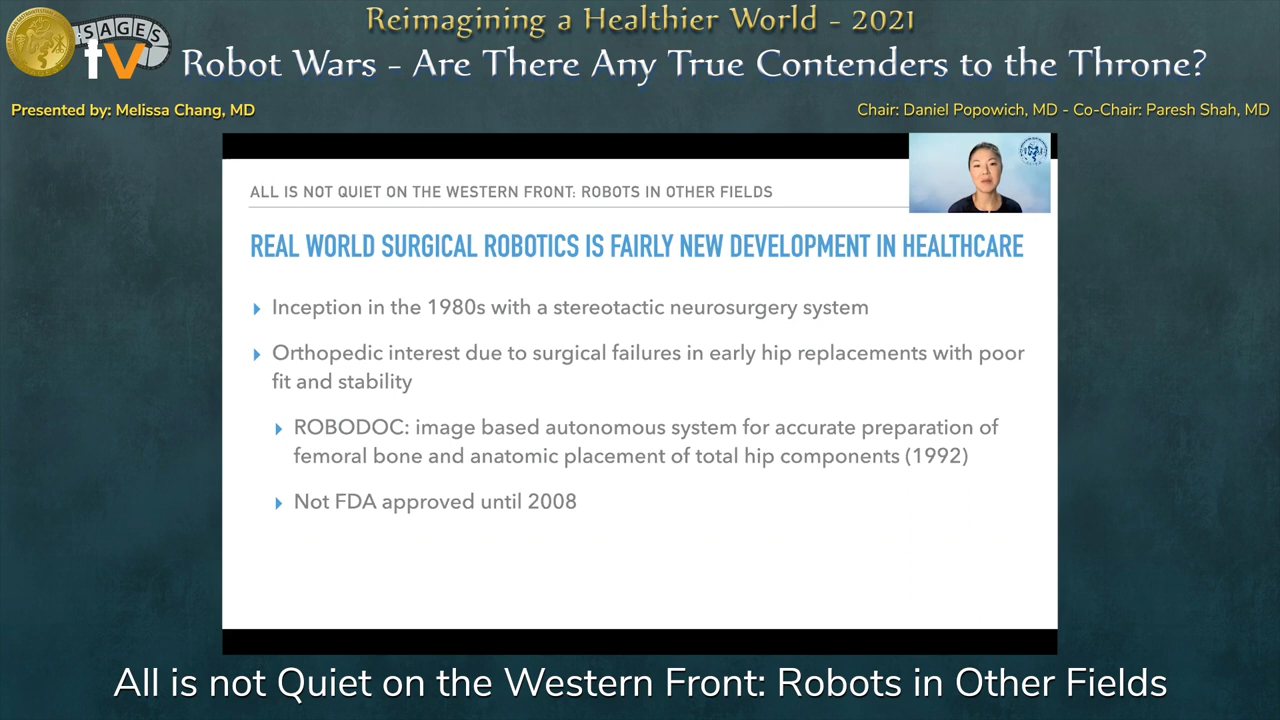 Reimagining a Healthier World - 2021
SAGES
tv
Robot Wars - Are There Any True Contenders to the Throne?
Presented by: Melissa Chang, MD
Chair: Daniel Popowich, MD - Co-Chair: Paresh Shah, MD
ALL IS NOT QUIET ON THE WESTERN FRONT: ROBOTS IN OTHER FIELDS
REAL WORLD SURGICAL ROBOTICS IS FAIRLY NEW DEVELOPMENT IN HEALTHCARE
Inception in the 1980s with a stereotactic neurosurgery system
Orthopedic interest due to surgical failures in early hip replacements with poor
fit and stability
ROBODOC: image based autonomous system for accurate preparation of
femoral bone and anatomic placement of total hip components (1992)
Not FDA approved until 2008
All is not Quiet on the Western Front: Robots in Other Fields